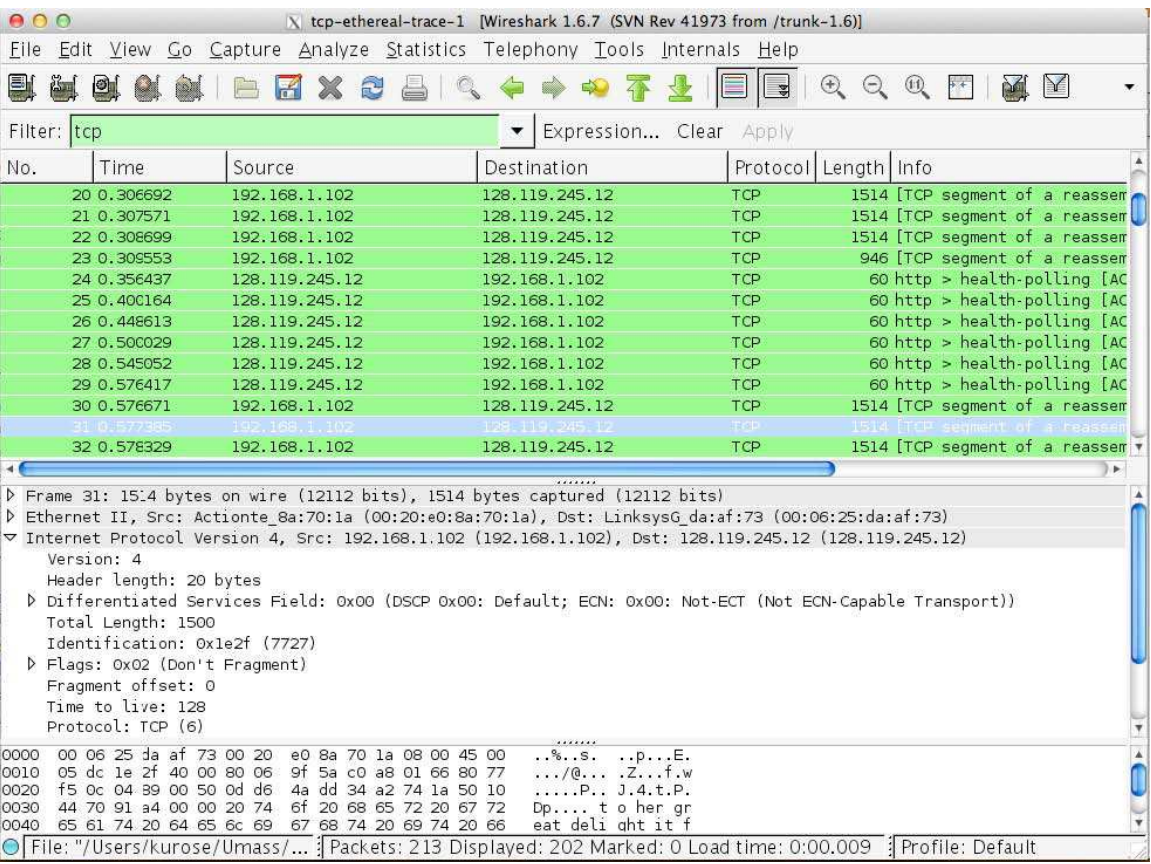 tcp-ethereal-trace-1 [Wireshark 1.6.7 (SVN Rev 41973 from /trunk-1.6)]
File Edit View Go Capture Analyze Statistics Telephony Tools Internals Help
Filter: tcp Expression... Clear Apply
No. Time Source Destination Protocol Length Info
20 0.306692 192.168.1.102 128.119.245.12 TCP 1514 [TCP segment of a reassem
21 0.307571 192.168.1.102 128.119.245.12 TCP 1514 [TCP segment of a reassem
22 0.308699 192.168.1.102 128.119.245.12 TCP 1514 [TCP segment of a reassem
23 0.309553 192.168.1.102 128.119.245.12 TCP 946 [TCP segment of a reassem
24 0.356437 128.119.245.12 192.168.1.102 TCP 60 http > health-polling [AC
25 0.400164 128.119.245.12 192.168.1.102 TCP 60 http > health-polling [AC
26 0.448613 128.119.245.12 192.168.1.102 TCP 60 http > health-polling [AC
27 0.500029 128.119.245.12 192.168.1.102 TCP 60 http > health-polling [AC
28 0.545052 128.119.245.12 192.168.1.102 TCP 60 http > health-polling [AC
29 0.576417 128.119.245.12 192.168.1.102 TCP 60 http > health-polling [AC
30 0.576671 192.168.1.102 128.119.245.12 TCP 1514 [TCP segment of a reassem
31 0.577385 192.168.1.102 128.119.245.12 TCP 1514 [TCP segment of a reassem
32 0.578329 192.168.1.102 128.119.245.12 TCP 1514 [TCP segment of a reassem
Frame 31: 1514 bytes on wire (12112 bits), 1514 bytes captured (12112 bits)
Ethernet II, Src: Actionte_8a:70:1a (00:20:e0:8a:70:1a), Dst: LinksysG_da:af:73 (00:06:25:da:af:73)
Internet Protocol Version 4, Src: 192.168.1.102 (192.168.1.102), Dst: 128.119.245.12 (128.119.245.12)
Version: 4
Header length: 20 bytes
Differentiated Services Field: 0x00 (DSCP 0x00: Default; ECN: 0x00: Not-ECT (Not ECN-Capable Transport))
Total Length: 1500
Identification: 0x1e2f (7727)
Flags: 0x02 (Don't Fragment)
Fragment offset: 0
Time to live: 128
Protocol: TCP (6)
0000 00 06 25 da af 73 00 20 e0 8a 70 1a 08 00 45 00 ..%..s. ..p...E.
0010 05 dc 1e 2f 40 00 80 06 9f 5a c0 a8 01 66 80 77 .../@... .Z...f.w
0020 f5 0c 04 89 00 50 0d d6 4a dd 34 a2 74 1a 50 10 .....P.. J.4.t.P.
0030 44 70 91 a4 00 00 20 74 6f 20 68 65 72 20 67 72 Dp.... t o her gr
0040 65 61 74 20 64 65 6c 69 67 68 74 20 69 74 20 66 eat deli ght it f
File: "/Users/kurose/Umass/... Packets: 213 Displayed: 202 Marked: 0 Load time: 0:00.009 Profile: Default